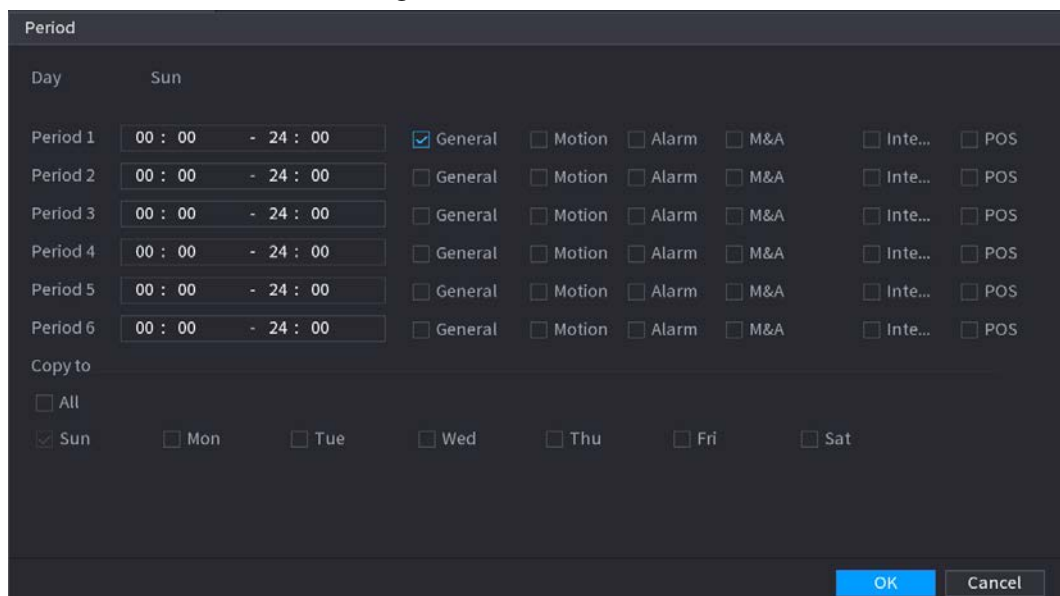 Period
Day Sun
Period 1 00 : 00 - 24 : 00 General Motion Alarm M&A Inte... POS
Period 2 00 : 00 - 24 : 00 General Motion Alarm M&A Inte... POS
Period 3 00 : 00 - 24 : 00 General Motion Alarm M&A Inte... POS
Period 4 00 : 00 - 24 : 00 General Motion Alarm M&A Inte... POS
Period 5 00 : 00 - 24 : 00 General Motion Alarm M&A Inte... POS
Period 6 00 : 00 - 24 : 00 General Motion Alarm M&A Inte... POS
Copy to
All
Sun Mon Tue Wed Thu Fri Sat
OK Cancel